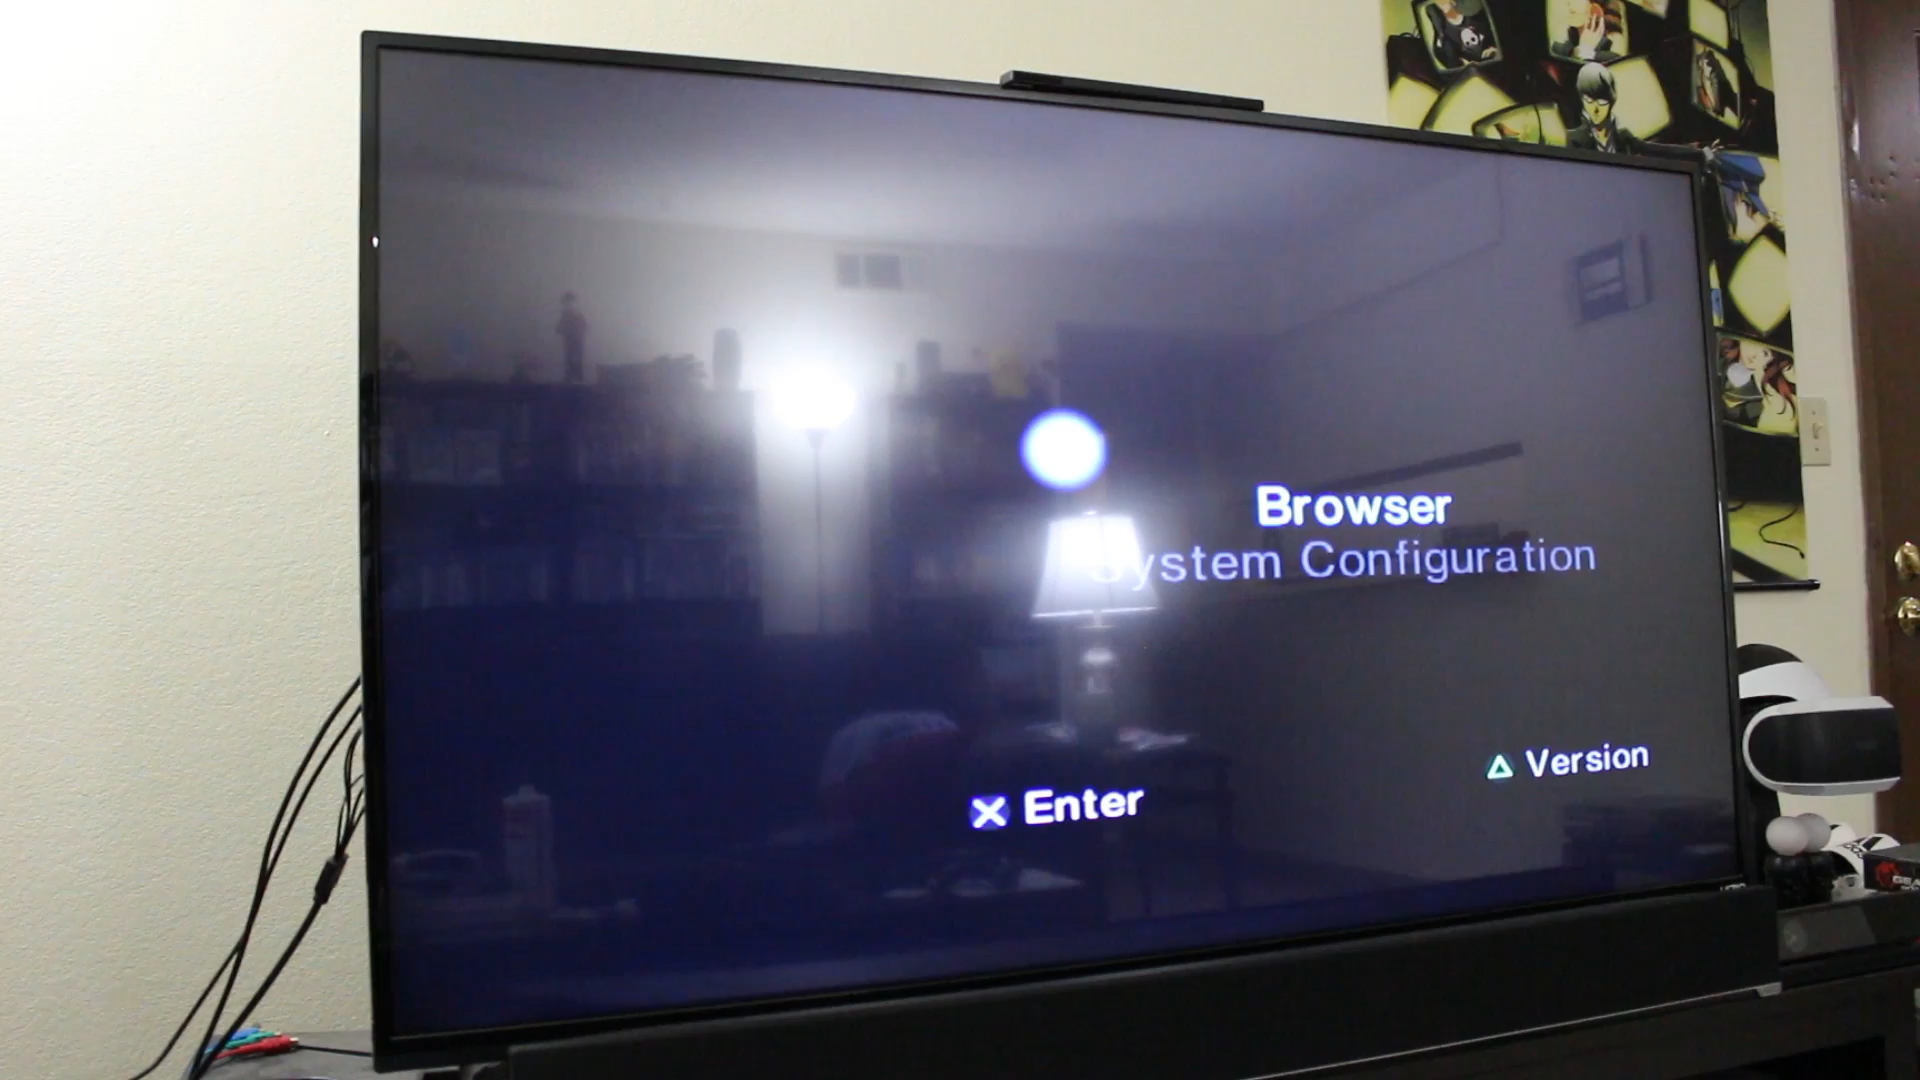 Browser
System Configuration
Version
Enter